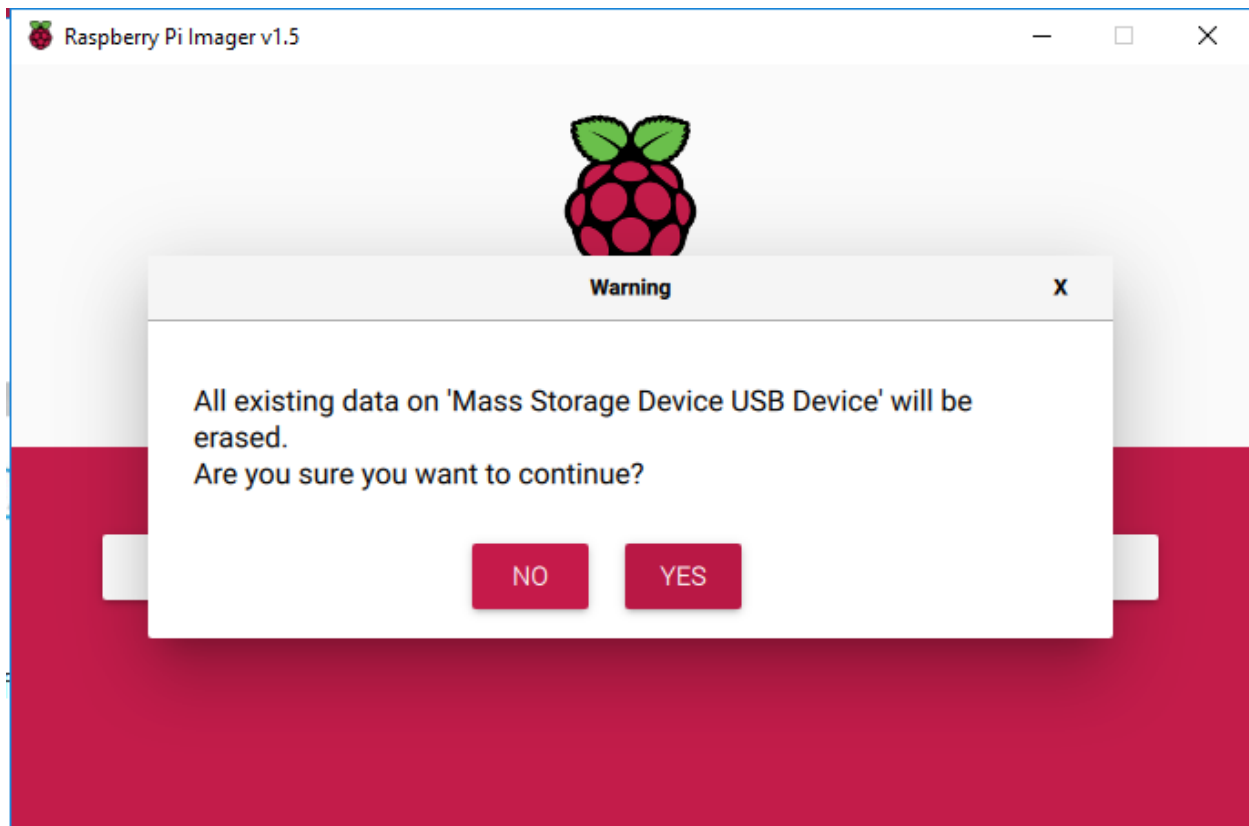 Raspberry Pi Imager v1.5
Warning
X
All existing data on 'Mass Storage Device USB Device' will be
erased.
Are you sure you want to continue?
NO
YES